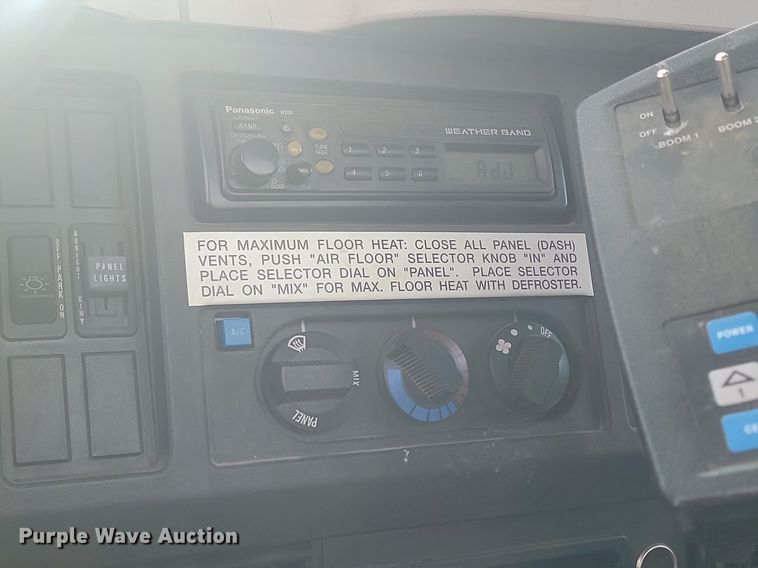 Panasonic
WEATHER BAND
BAND
TUNE
SEEK
1 2 3
4 5 6
ADJ
FADER
FOR MAXIMUM FLOOR HEAT: CLOSE ALL PANEL (DASH)
VENTS, PUSH "AIR FLOOR" SELECTOR KNOB "IN" AND
PLACE SELECTOR DIAL ON "PANEL". PLACE SELECTOR
DIAL ON "MIX" FOR MAX. FLOOR HEAT WITH DEFROSTER.
OFF PARK ON
BRIGHT
PANEL
LIGHTS
DIM
A/C
MIX
PANEL
OFF
ON
OFF
BOOM 1
BOOM 2
POWER
1
Purple Wave Auction